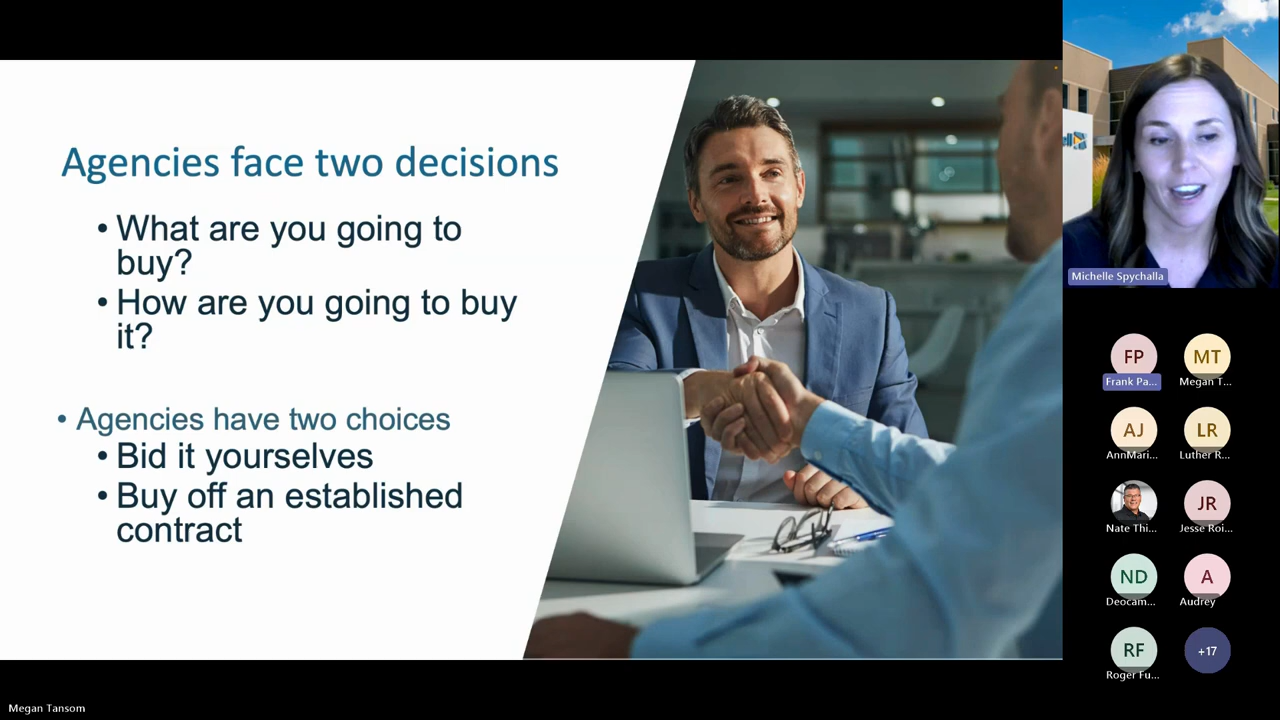 Agencies face two decisions
• What are you going to
buy?
• How are you going to buy
it?
• Agencies have two choices
• Bid it yourselves
• Buy off an established
contract
Michelle Spychalla
FP
Frank Pa...
MT
Megan T...
AJ
AnnMari...
LR
Luther R...
Nate Thi...
JR
Jesse Roi...
ND
Deocam...
A
Audrey
RF
Roger Fu...
+17
Megan Tansom